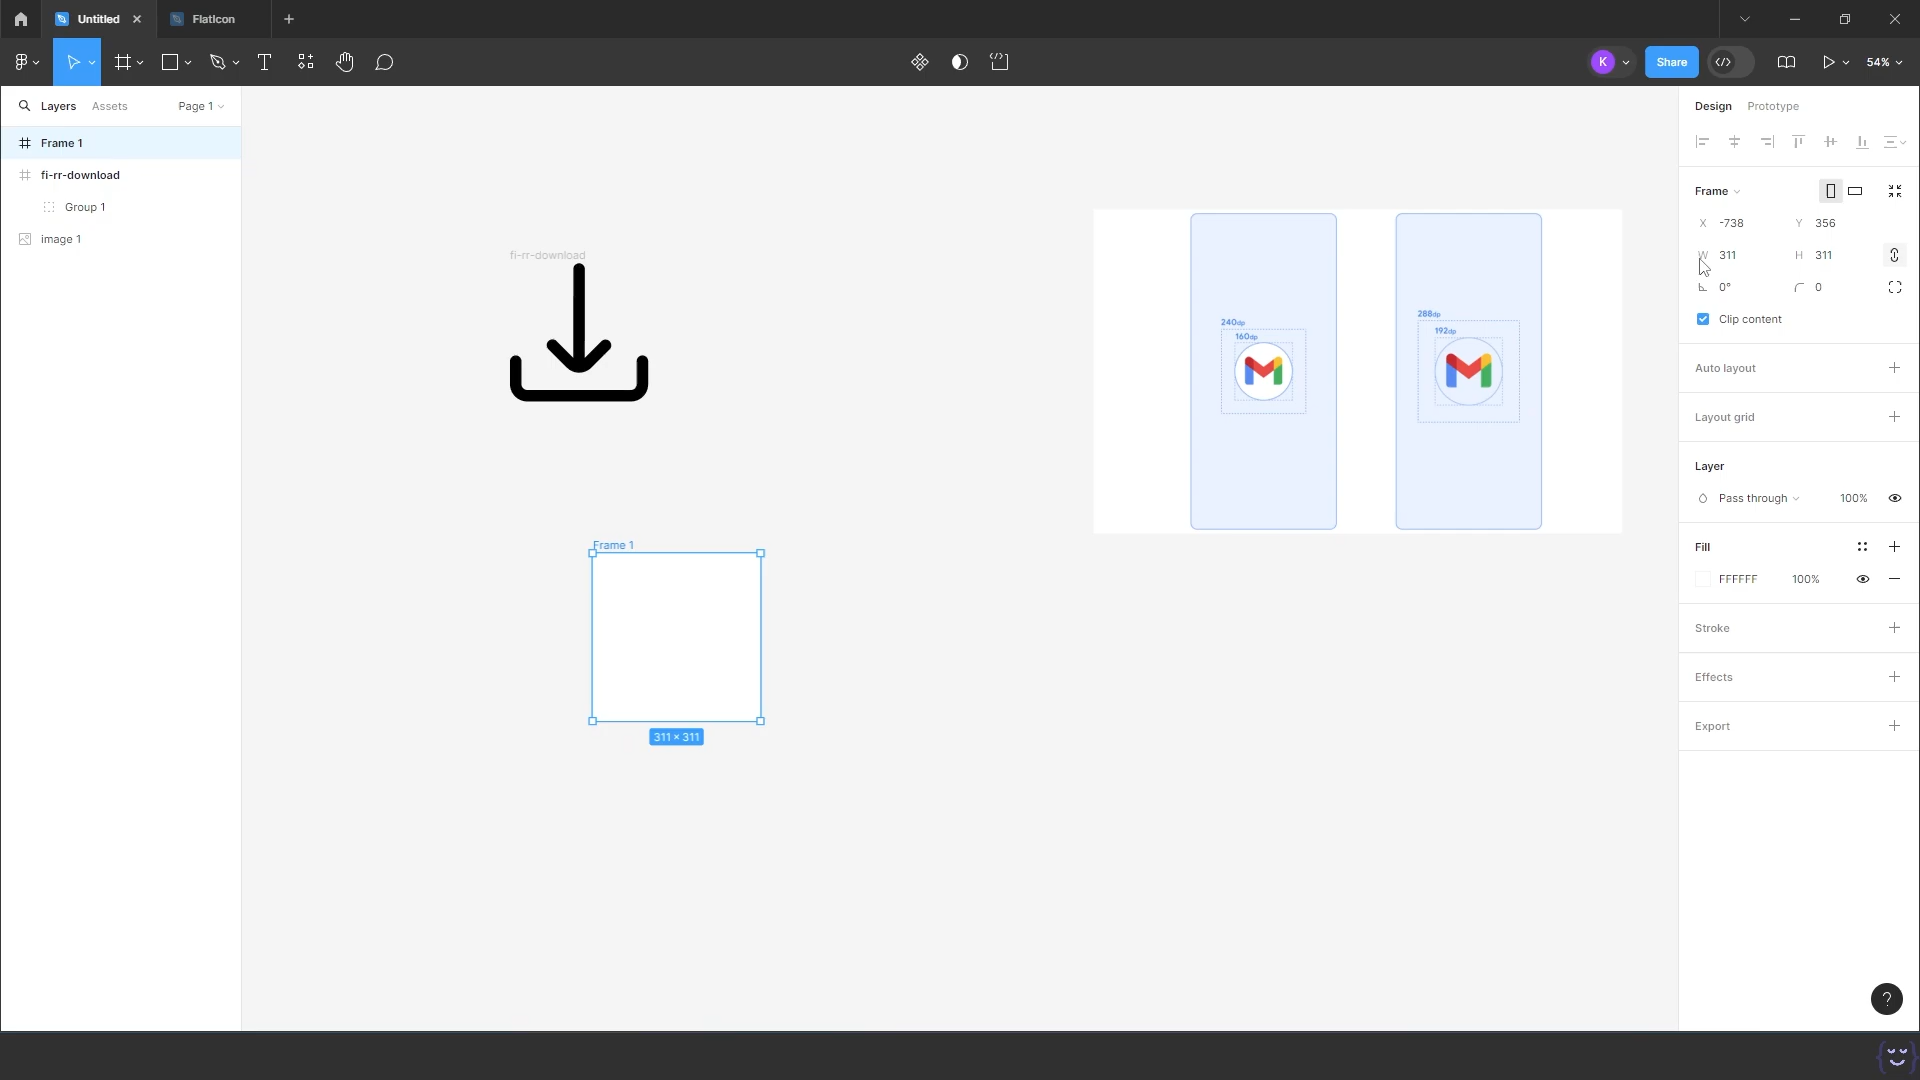 Untitled
FlatIcon
K
Share
54%
Layers
Assets
Page 1
Design
Prototype
Frame 1
fi-rr-download
Group 1
image 1
fi-rr-download
240dp
160dp
288dp
192dp
Frame 1
311 × 311
Frame
X -738
Y 356
W 311
H 311
0°
0
Clip content
Auto layout
Layout grid
Layer
Pass through
100%
Fill
FFFFFF
100%
Stroke
Effects
Export
?